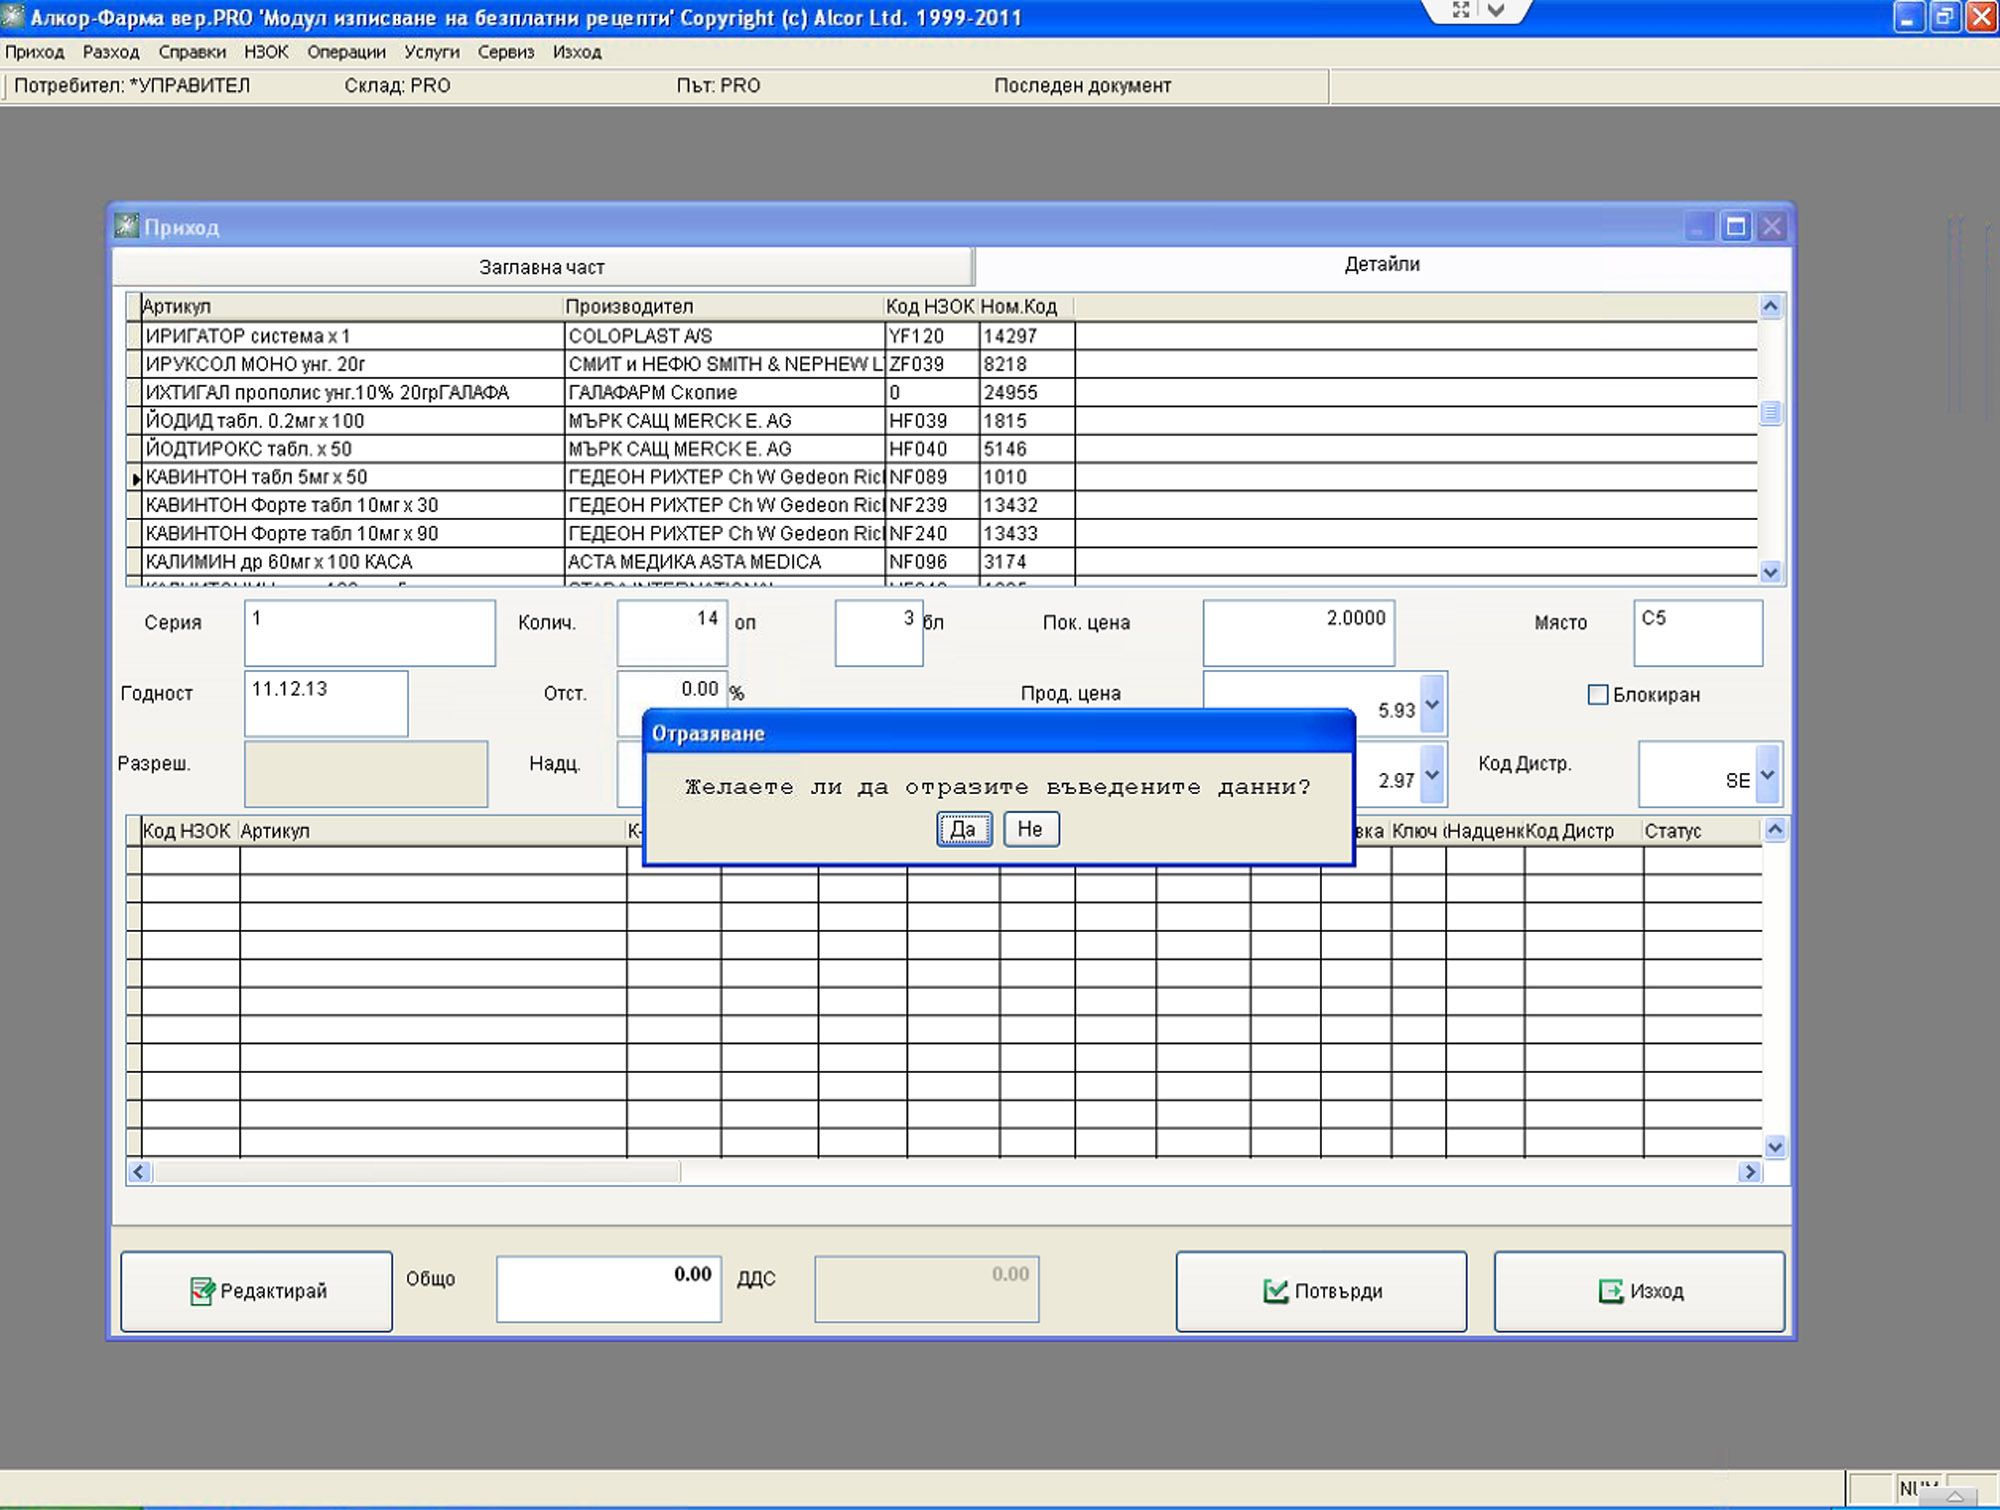 Алкор-Фарма вер.PRO 'Модул изписване на безплатни рецепти' Copyright (c) Alcor Ltd. 1999-2011
Приход Разход Справки НЗОК Операции Услуги Сервиз Изход
Потребител: *УПРАВИТЕЛ Склад: PRO Път: PRO Последен документ
Приход
Заглавна част Детайли
Артикул Производител Код НЗОК Ном.Код
ИРИГАТОР система x 1 COLOPLAST A/S YF120 14297
ИРУКСОЛ МОНО унг. 20г СМИТ и НЕФЮ SMITH & NEPHEW L ZF039 8218
ИХТИГАЛ прополис унг.10% 20грГАЛАФА ГАЛАФАРМ Скопие 0 24955
ЙОДИД табл. 0.2мг x 100 МЪРК САЩ MERCK E. AG HF039 1815
ЙОДТИРОКС табл. x 50 МЪРК САЩ MERCK E. AG HF040 5146
КАВИНТОН табл 5мг x 50 ГЕДЕОН РИХТЕР Ch W Gedeon Ricl NF089 1010
КАВИНТОН Форте табл 10мг x 30 ГЕДЕОН РИХТЕР Ch W Gedeon Ricl NF239 13432
КАВИНТОН Форте табл 10мг x 90 ГЕДЕОН РИХТЕР Ch W Gedeon Ricl NF240 13433
КАЛИМИН др 60мг x 100 КАСА АСТА МЕДИКА ASTA MEDICA NF096 3174
Серия 1 Колич. 14 оп 3 бл Пок. цена 2.0000 Място C5
Годност 11.12.13 Отст. 0.00 % Прод. цена 5.93 Блокиран
Отразяване
Разреш. Надц. 2.97 Код Дистр. SE
Желаете ли да отразите въведените данни?
Да Не
Код НЗОК Артикул К- вка Ключ Надценк Код Дистр Статус
Редактирай Общо 0.00 ДДС 0.00 Потвърди Изход